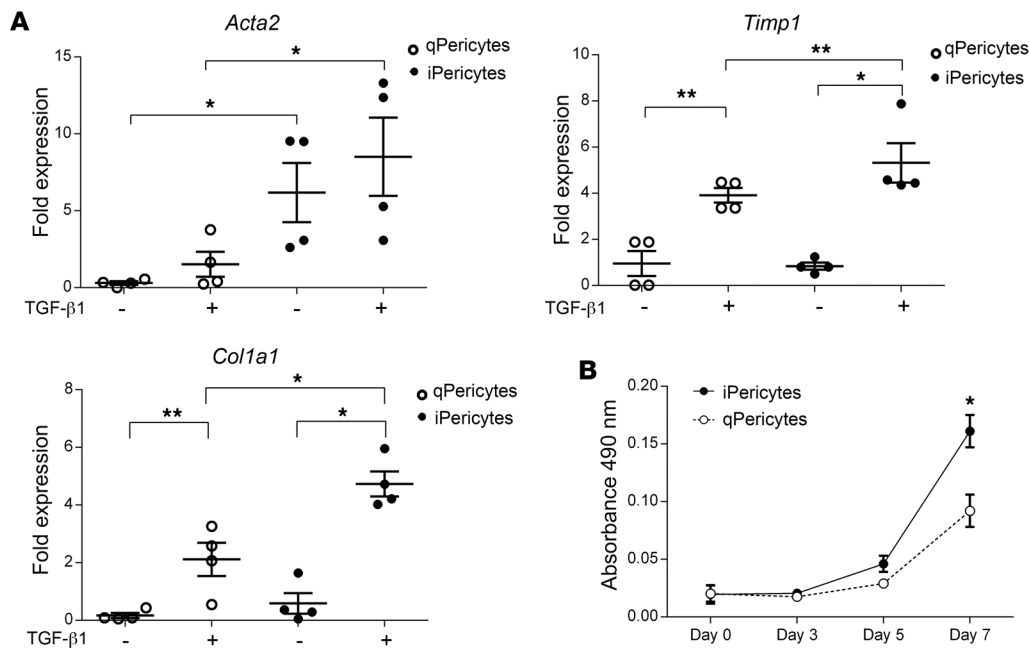 A
Acta2
qPericytes
iPericytes
*
*
Fold expression
15
10
5
0
TGF-β1 - + - +
Timp1
qPericytes
iPericytes
**
**
*
Fold expression
10
8
6
4
2
0
TGF-β1 - + - +
Col1a1
qPericytes
iPericytes
*
**
*
Fold expression
8
6
4
2
0
TGF-β1 - + - +
B
iPericytes
qPericytes
*
Absorbance 490 nm
0.20
0.15
0.10
0.05
0.00
Day 0 Day 3 Day 5 Day 7